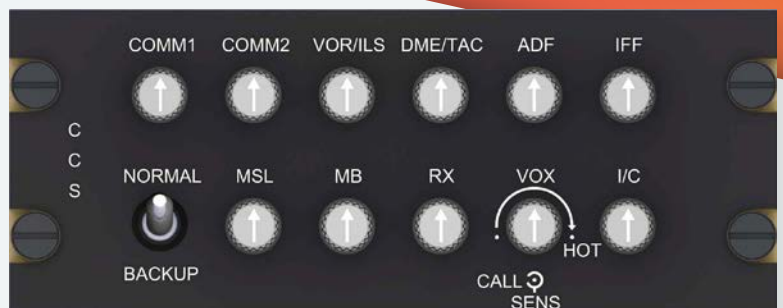 COMM1 COMM2 VOR/ILS DME/TAC ADF IFF
C
C
S
NORMAL MSL MB RX VOX I/C
HOT
BACKUP CALL
SENS